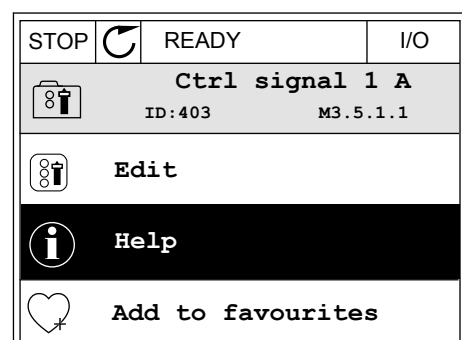 STOP READY I/O
Ctrl signal 1 A
ID:403 M3.5.1.1
Edit
Help
Add to favourites